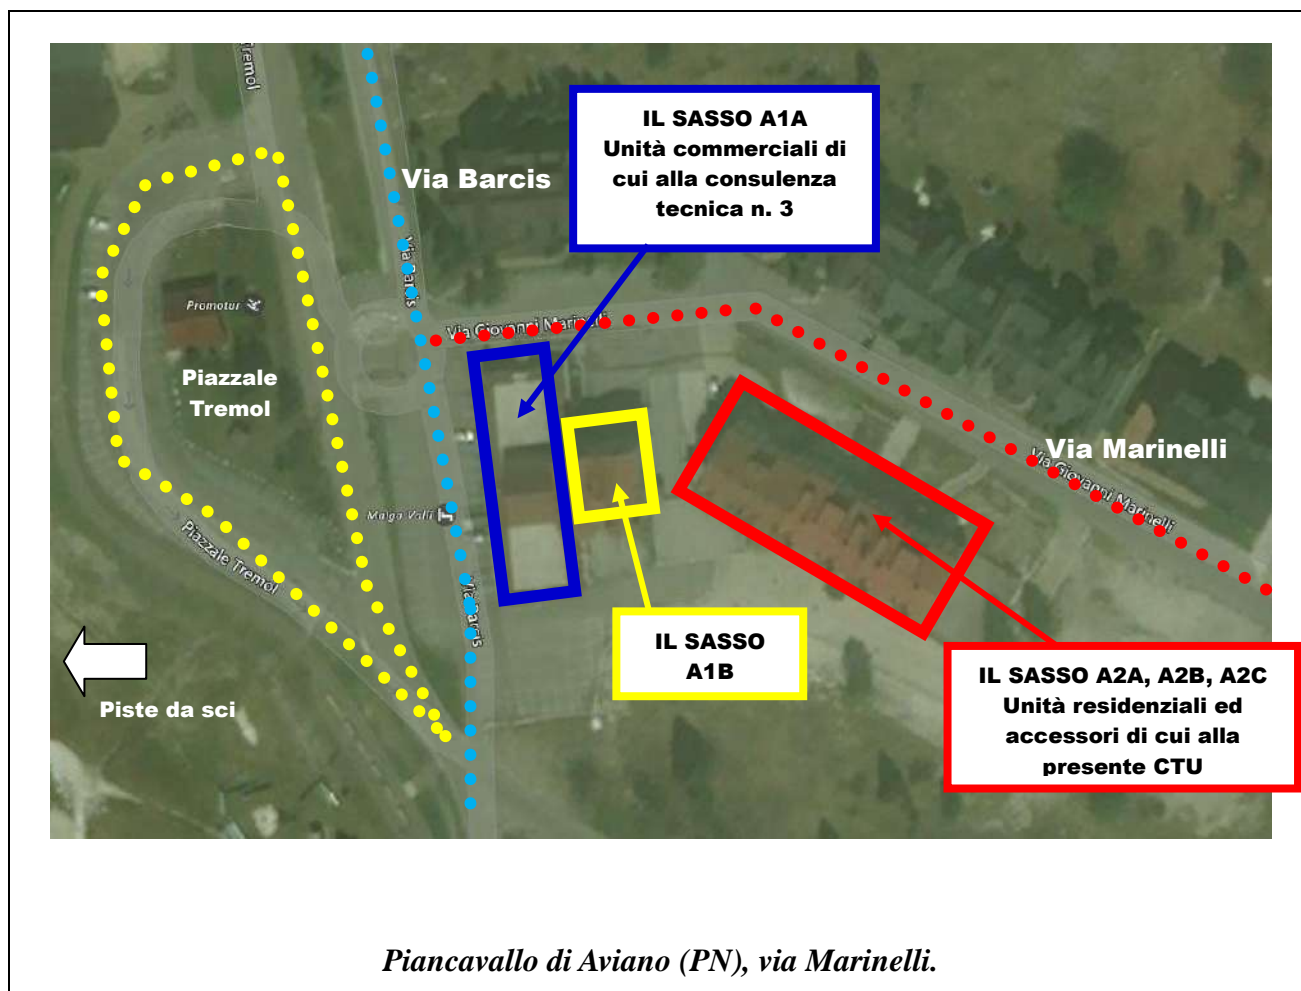 Tremol
IL SASSO A1A
Unità commerciali di
cui alla consulenza
tecnica n. 3
Via Barcis
Via Barcis
Promotur
Via Giovanni Marinelli
Piazzale
Tremol
Via Marinelli
Via Giovanni Marinelli
Malga Valli
Piazzale Tremol
Via Barcis
IL SASSO
A1B
IL SASSO A2A, A2B, A2C
Unità residenziali ed
accessori di cui alla
presente CTU
Piste da sci
Piancavallo di Aviano (PN), via Marinelli.